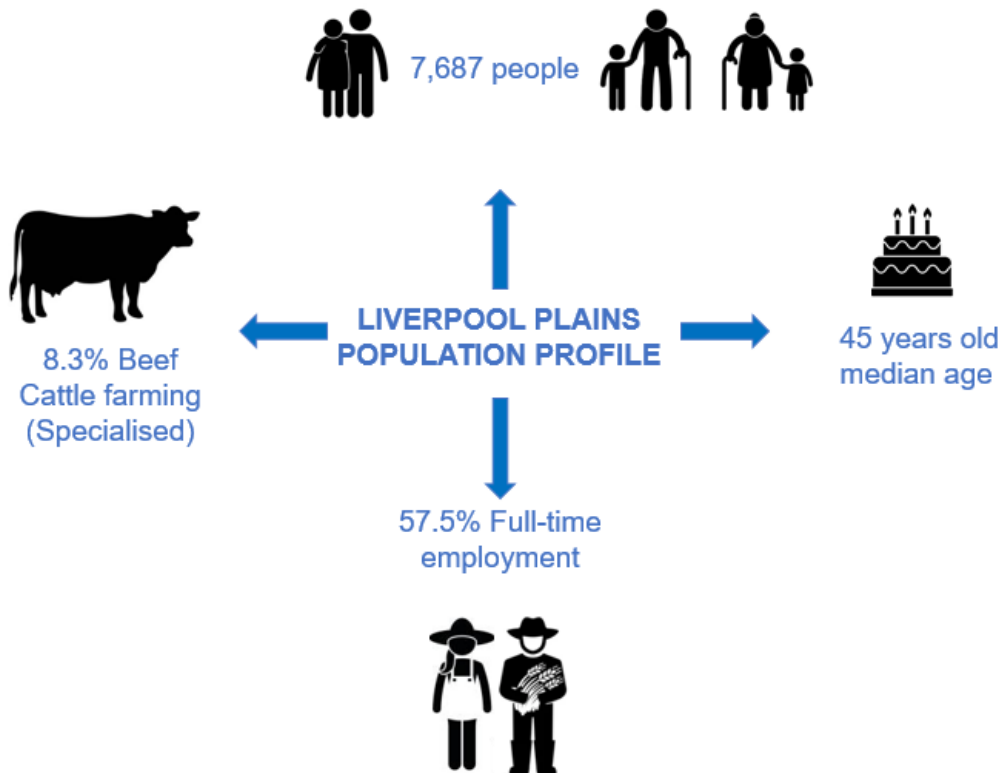 7,687 people
LIVERPOOL PLAINS
POPULATION PROFILE
8.3% Beef
Cattle farming
(Specialised)
45 years old
median age
57.5% Full-time
employment